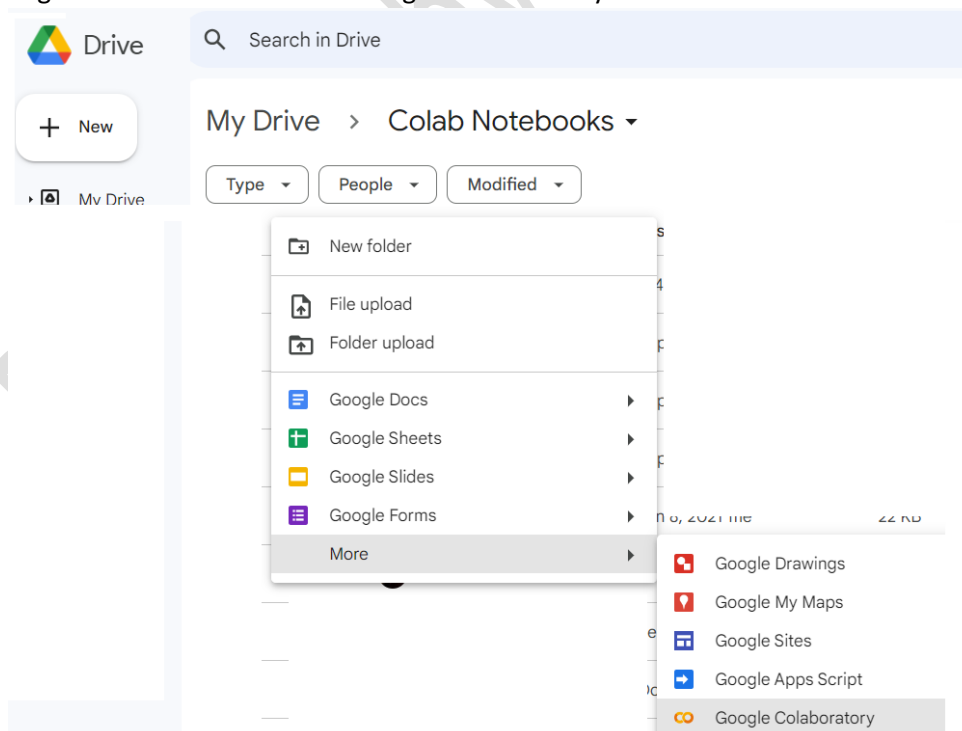 Drive
Search in Drive
New
My Drive > Colab Notebooks
Type
People
Modified
My Drive
New folder
File upload
Folder upload
Google Docs
Google Sheets
Google Slides
Google Forms
More
22 KB
Google Drawings
Google My Maps
Google Sites
Google Apps Script
Google Colaboratory